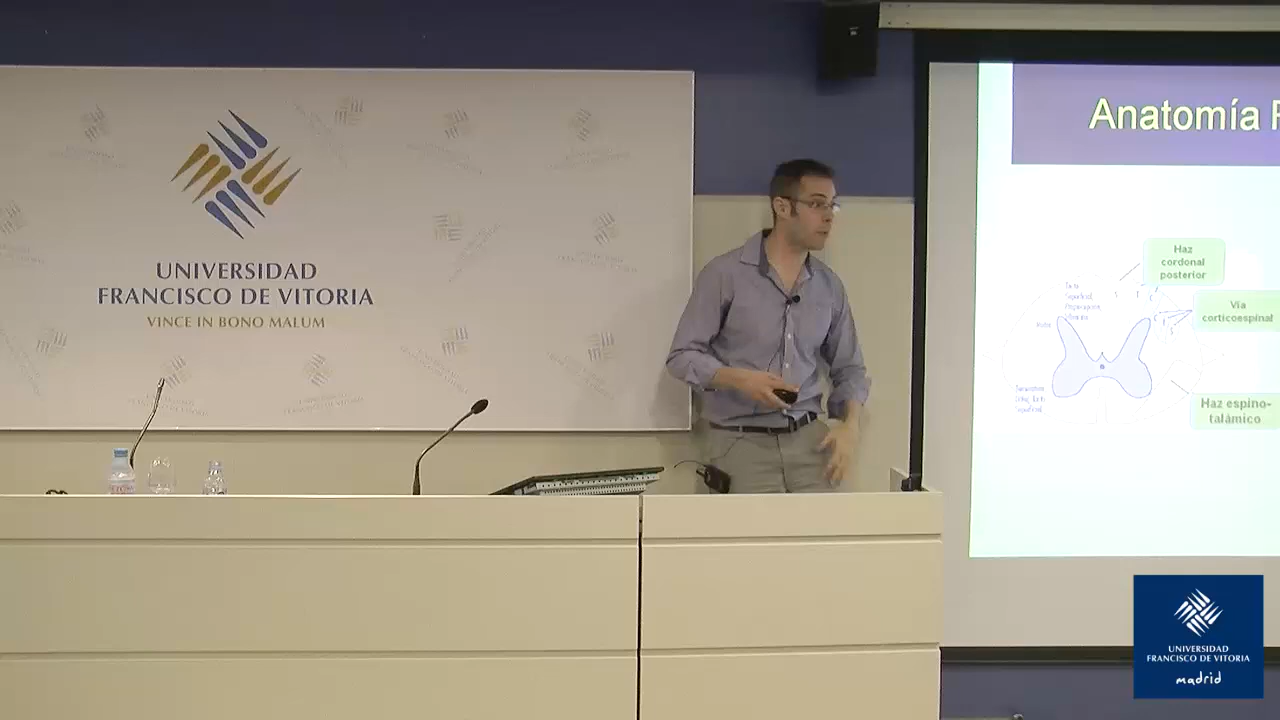 UNIVERSIDAD
FRANCISCO DE VITORIA
VINCE IN BONO MALUM
Anatomía
Haz
cordonal
posterior
Vía
corticoespinal
Haz espino-
talámico
UNIVERSIDAD
FRANCISCO DE VITORIA
madrid